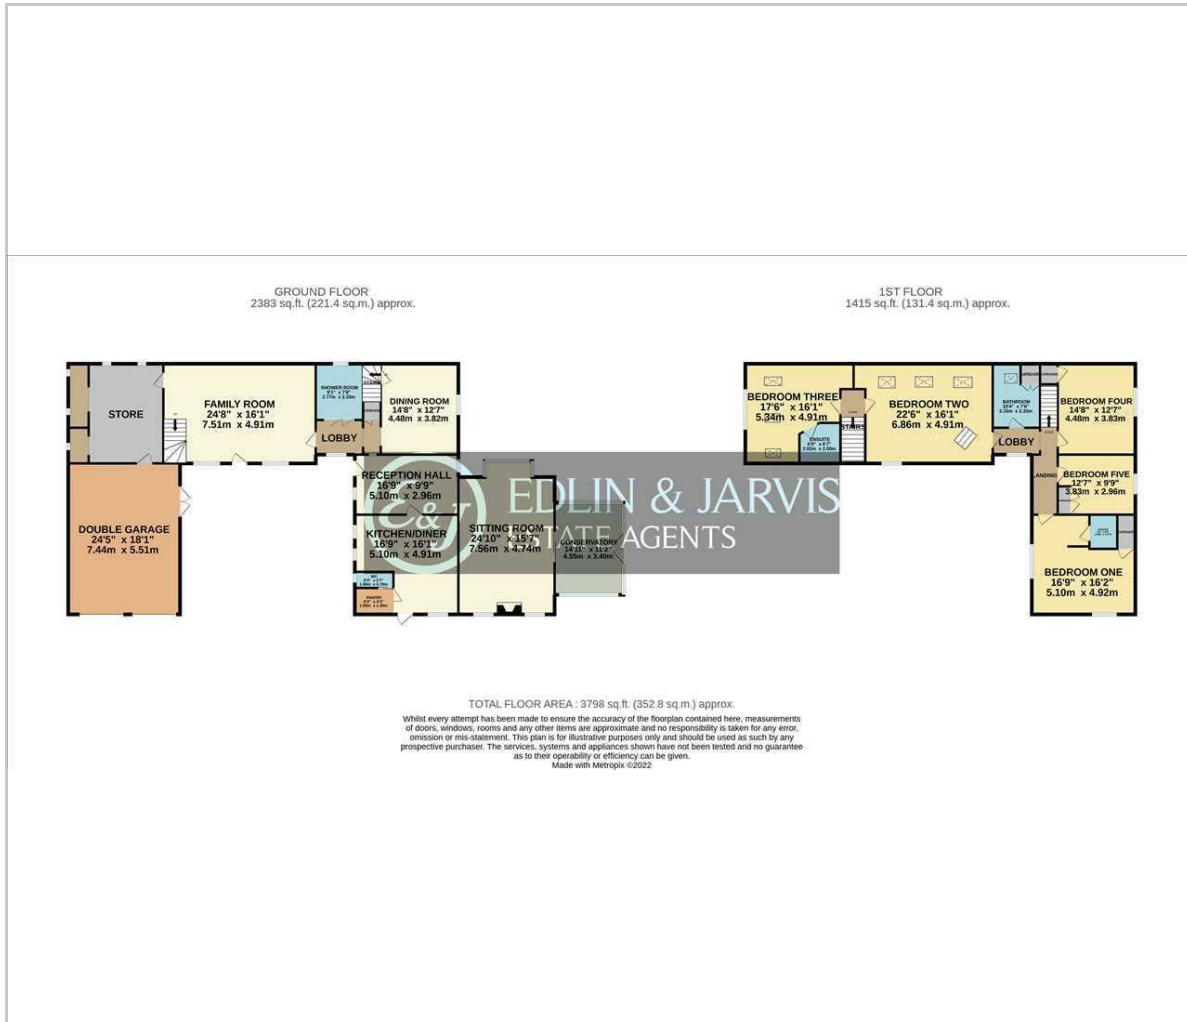 GROUND FLOOR
2383 sq.ft. (221.4 sq.m.) approx.
1ST FLOOR
1415 sq.ft. (131.4 sq.m.) approx.
STORE
FAMILY ROOM
24'8" x 16'1"
7.51m x 4.91m
SHOWER ROOM
LOBBY
DINING ROOM
14'8" x 12'7"
4.48m x 3.82m
DOUBLE GARAGE
24'5" x 18'1"
7.44m x 5.51m
RECEPTION HALL
16'9" x 9'9"
5.10m x 2.96m
KITCHEN/DINER
16'9" x 16'1"
5.10m x 4.91m
PANTRY
SITTING ROOM
24'10" x 15'7"
7.56m x 4.74m
CONSERVATORY
14'11" x 11'2"
4.55m x 3.40m
E&J
EDLIN & JARVIS
ESTATE AGENTS
BEDROOM THREE
17'6" x 16'1"
5.34m x 4.91m
ENSUITE
STAIRS
BEDROOM TWO
22'6" x 16'1"
6.86m x 4.91m
BATHROOM
LOBBY
BEDROOM FOUR
14'8" x 12'7"
4.48m x 3.83m
LANDING
BEDROOM FIVE
12'7" x 9'9"
3.83m x 2.96m
BEDROOM ONE
16'9" x 16'2"
5.10m x 4.92m
TOTAL FLOOR AREA : 3798 sq.ft. (352.8 sq.m.) approx.
Whilst every attempt has been made to ensure the accuracy of the floorplan contained here, measurements
of doors, windows, rooms and any other items are approximate and no responsibility is taken for any error,
omission or mis-statement. This plan is for illustrative purposes only and should be used as such by any
prospective purchaser. The services, systems and appliances shown have not been tested and no guarantee
as to their operability or efficiency can be given.
Made with Metropix ©2022